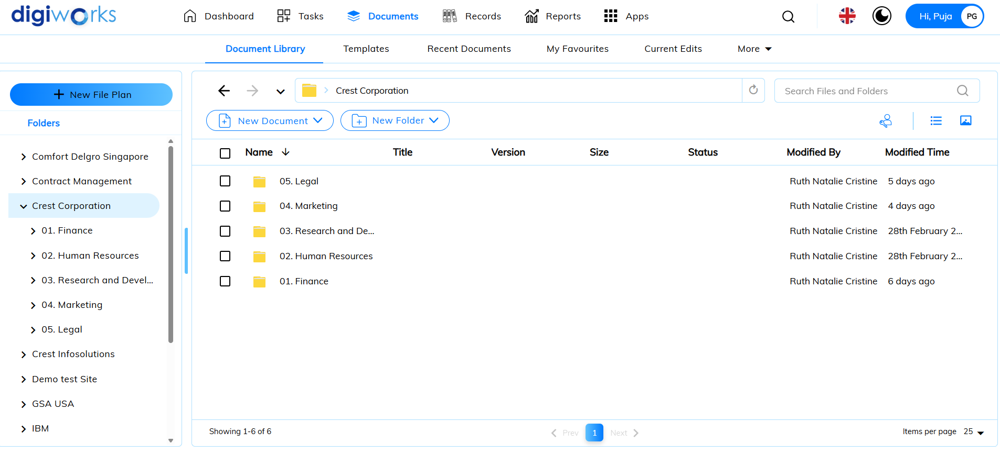 digiworks
Dashboard
Tasks
Documents
Records
Reports
Apps
Hi, Puja
PG
Document Library
Templates
Recent Documents
My Favourites
Current Edits
More
New File Plan
Folders
Comfort Delgro Singapore
Contract Management
Crest Corporation
01. Finance
02. Human Resources
03. Research and Devel...
04. Marketing
05. Legal
Crest Infosolutions
Demo test Site
GSA USA
IBM
Crest Corporation
Search Files and Folders
New Document
New Folder
Name Title Version Size Status Modified By Modified Time
05. Legal Ruth Natalie Cristine 5 days ago
04. Marketing Ruth Natalie Cristine 4 days ago
03. Research and De... Ruth Natalie Cristine 28th February 2...
02. Human Resources Ruth Natalie Cristine 28th February 2...
01. Finance Ruth Natalie Cristine 6 days ago
Showing 1-6 of 6
Prev 1 Next
Items per page 25